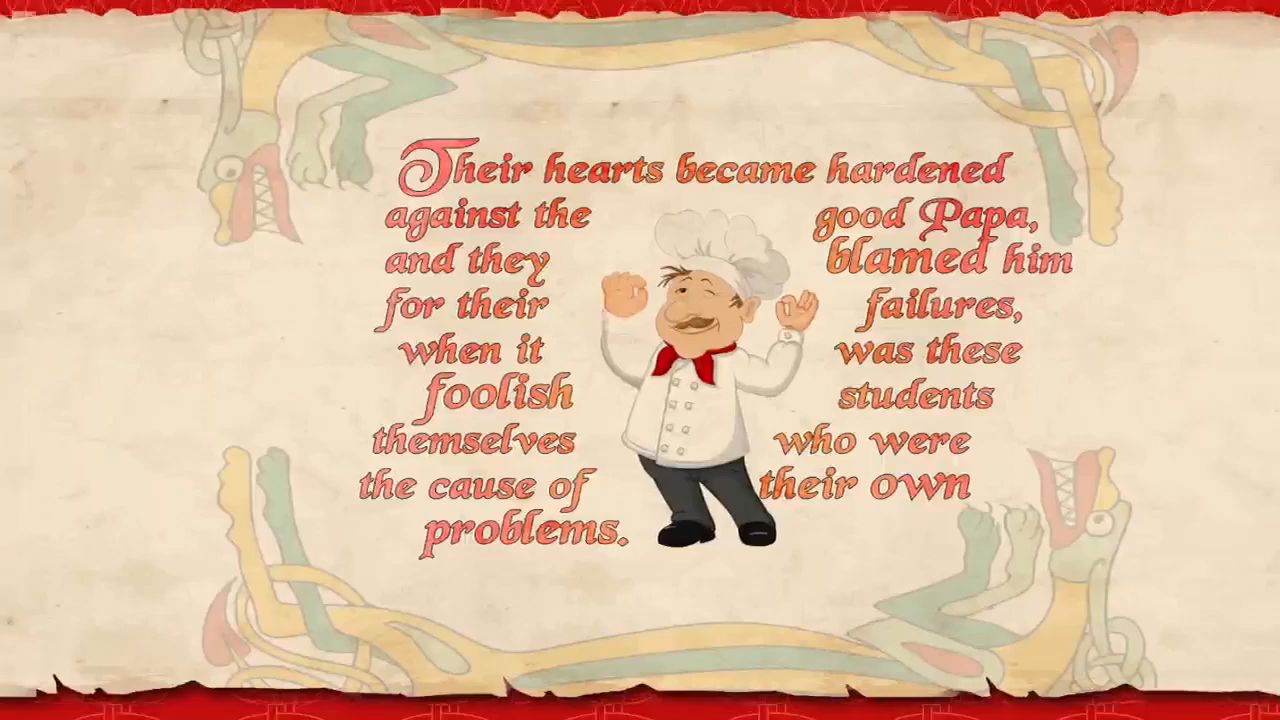 Their hearts became hardened
against the good Papa,
and they blamed him
for their failures,
when it was these
foolish students
themselves who were
the cause of their own
problems.